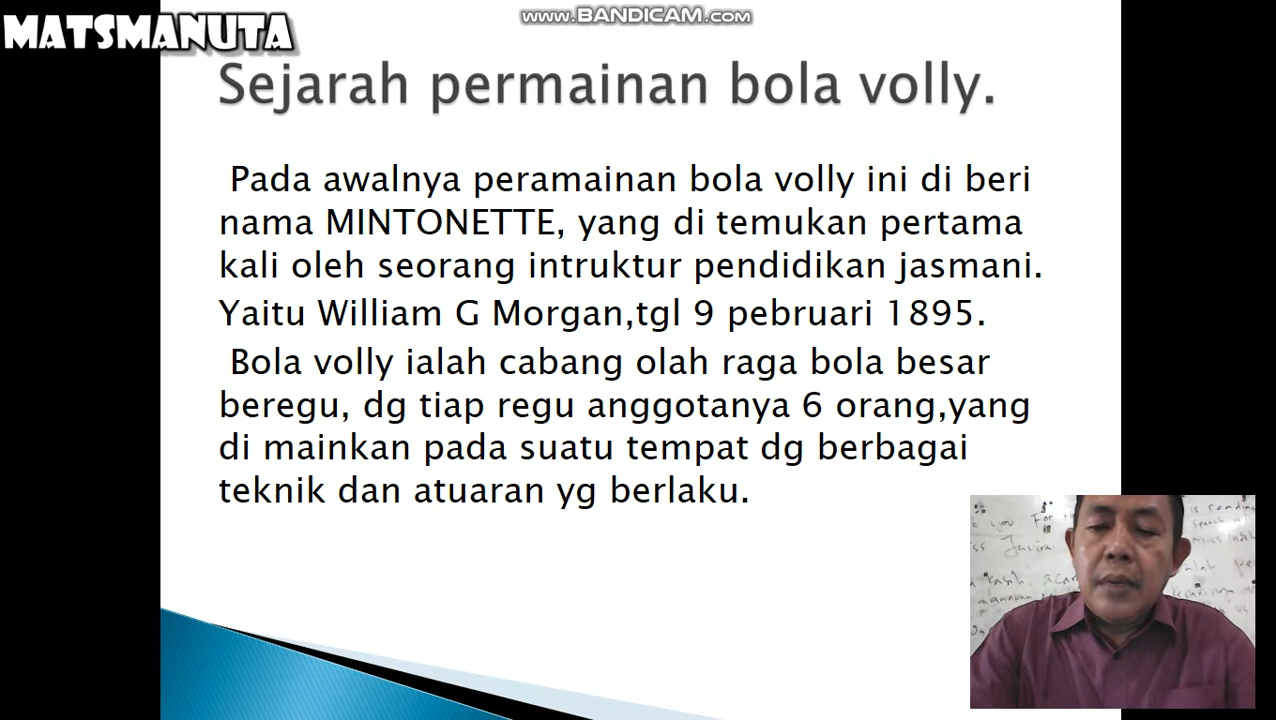 www.BANDICAM.com
MATSMANUTA
Sejarah permainan bola volly.
Pada awalnya peramainan bola volly ini di beri
nama MINTONETTE, yang di temukan pertama
kali oleh seorang intruktur pendidikan jasmani.
Yaitu William G Morgan,tgl 9 pebruari 1895.
Bola volly ialah cabang olah raga bola besar
beregu, dg tiap regu anggotanya 6 orang,yang
di mainkan pada suatu tempat dg berbagai
teknik dan atuaran yg berlaku.